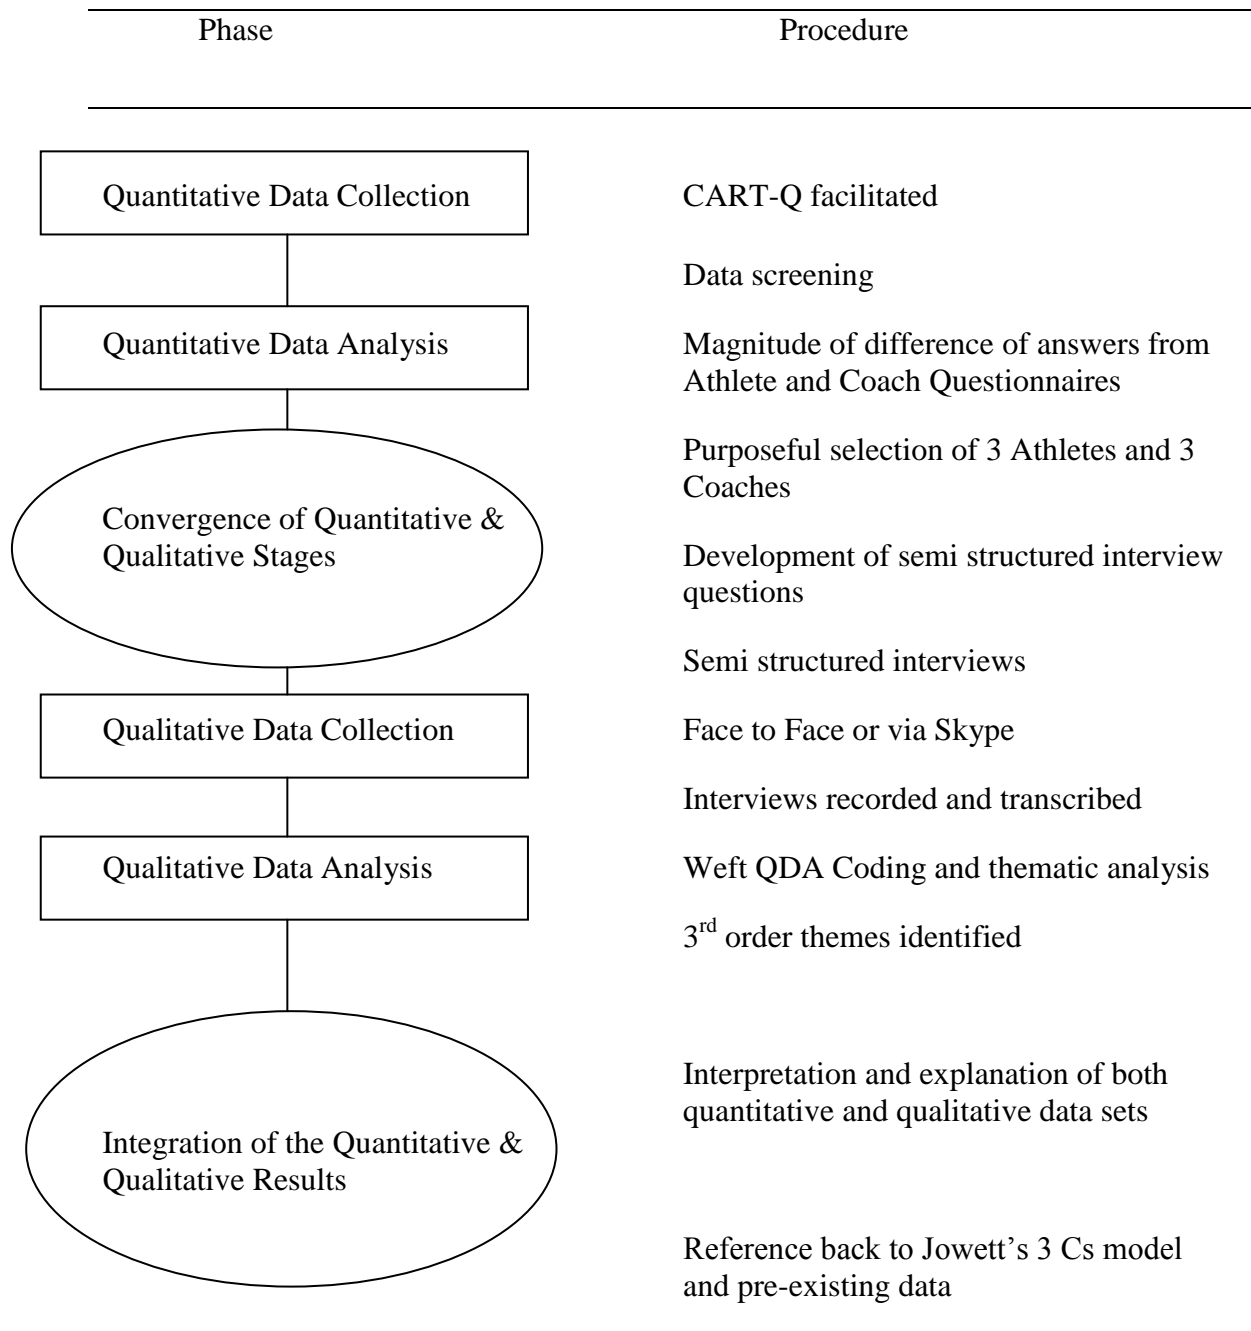 Phase Procedure
Quantitative Data Collection CART-Q facilitated
Data screening
Quantitative Data Analysis Magnitude of difference of answers from
Athlete and Coach Questionnaires
Purposeful selection of 3 Athletes and 3
Coaches
Convergence of Quantitative &
Qualitative Stages
Development of semi structured interview
questions
Semi structured interviews
Qualitative Data Collection Face to Face or via Skype
Interviews recorded and transcribed
Qualitative Data Analysis Weft QDA Coding and thematic analysis
3rd order themes identified
Interpretation and explanation of both
quantitative and qualitative data sets
Integration of the Quantitative &
Qualitative Results
Reference back to Jowett’s 3 Cs model
and pre-existing data